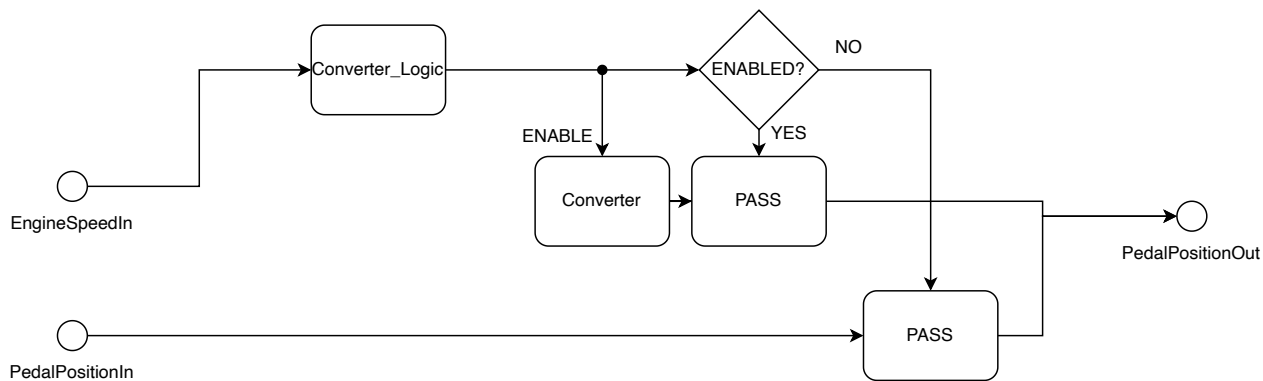 NO
Converter_Logic
ENABLED?
ENABLE
YES
Converter
PASS
EngineSpeedIn
PedalPositionOut
PASS
PedalPositionIn